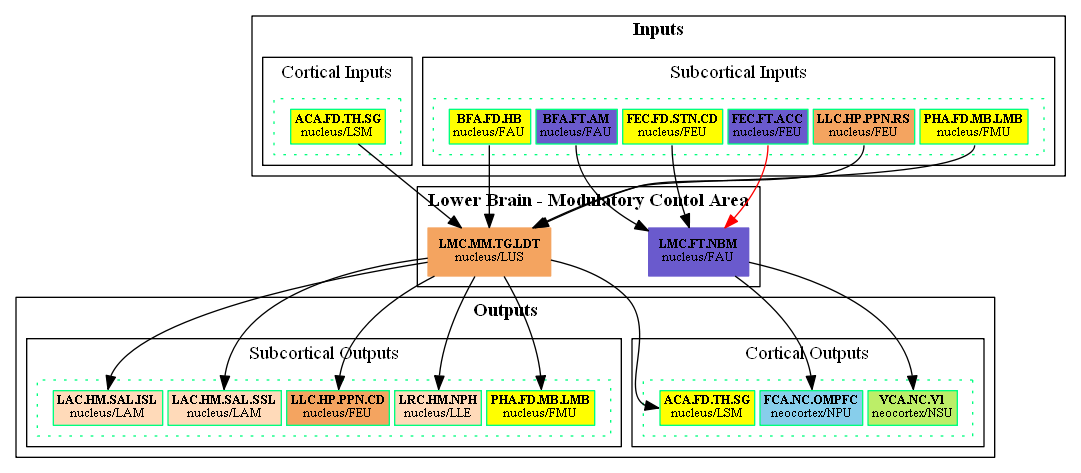 Inputs
Cortical Inputs
Subcortical Inputs
ACA.FD.TH.SG
nucleus/LSM
BFA.FD.HB
nucleus/FAU
BFA.FT.AM
nucleus/FAU
FEC.FD.STN.CD
nucleus/FEU
FEC.FT.ACC
nucleus/FEU
LLC.HP.PPN.RS
nucleus/FEU
PHA.FD.MB.LMB
nucleus/FMU
Lower Brain - Modulatory Contol Area
LMC.MM.TG.LDT
nucleus/LUS
LMC.FT.NBM
nucleus/FAU
Outputs
Subcortical Outputs
Cortical Outputs
LAC.HM.SAL.ISL
nucleus/LAM
LAC.HM.SAL.SSL
nucleus/LAM
LLC.HP.PPN.CD
nucleus/FEU
LRC.HM.NPH
nucleus/LLE
PHA.FD.MB.LMB
nucleus/FMU
ACA.FD.TH.SG
nucleus/LSM
FCA.NC.OMPFC
neocortex/NPU
VCA.NC.V1
neocortex/NSU